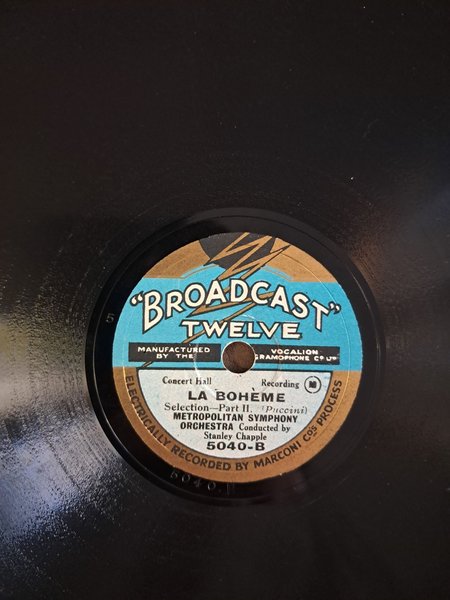 "BROADCAST"
TWELVE
MANUFACTURED BY THE VOCALION GRAMOPHONE Cº Lᵀᴰ
Concert Hall Recording M
LA BOHÈME
Selection—Part II. (Puccini)
METROPOLITAN SYMPHONY
ORCHESTRA Conducted by
Stanley Chapple
5040-B
ELECTRICALLY RECORDED BY MARCONI Cºs PROCESS